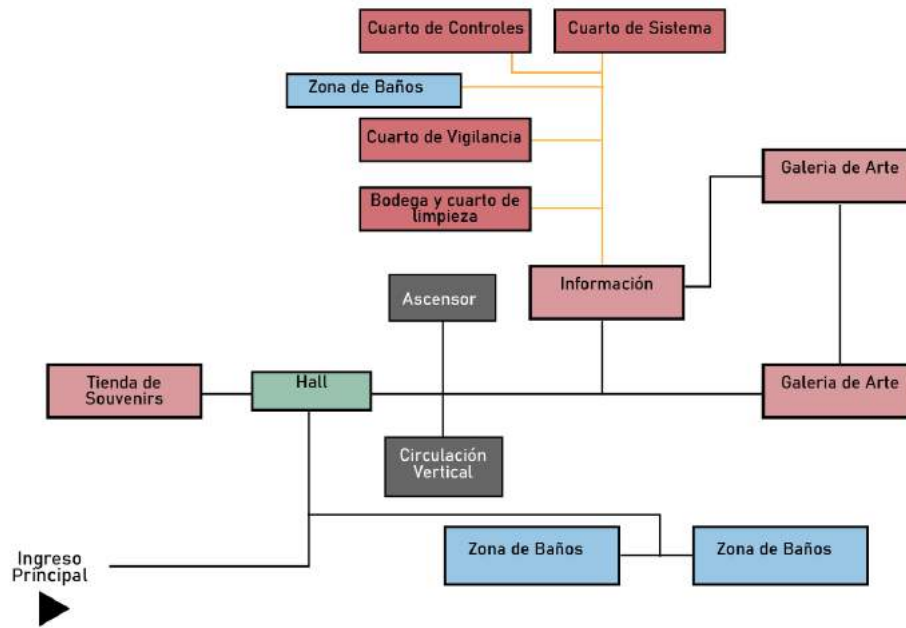 Cuarto de Controles
Cuarto de Sistema
Zona de Baños
Cuarto de Vigilancia
Galeria de Arte
Bodega y cuarto de
limpieza
Información
Ascensor
Tienda de
Souvenirs
Hall
Galeria de Arte
Circulación
Vertical
Zona de Baños
Zona de Baños
Ingreso
Principal